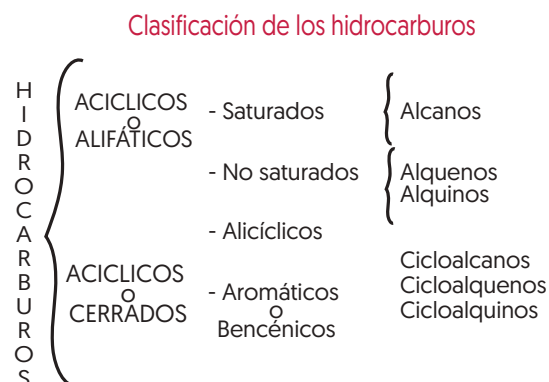 Clasificación de los hidrocarburos
HIDROCARBUROS
ACICLICOS
o
ALIFÁTICOS
- Saturados
Alcanos
- No saturados
Alquenos
Alquinos
- Alicíclicos
ACICLICOS
o
CERRADOS
- Aromáticos
o
Bencénicos
Cicloalcanos
Cicloalquenos
Cicloalquinos